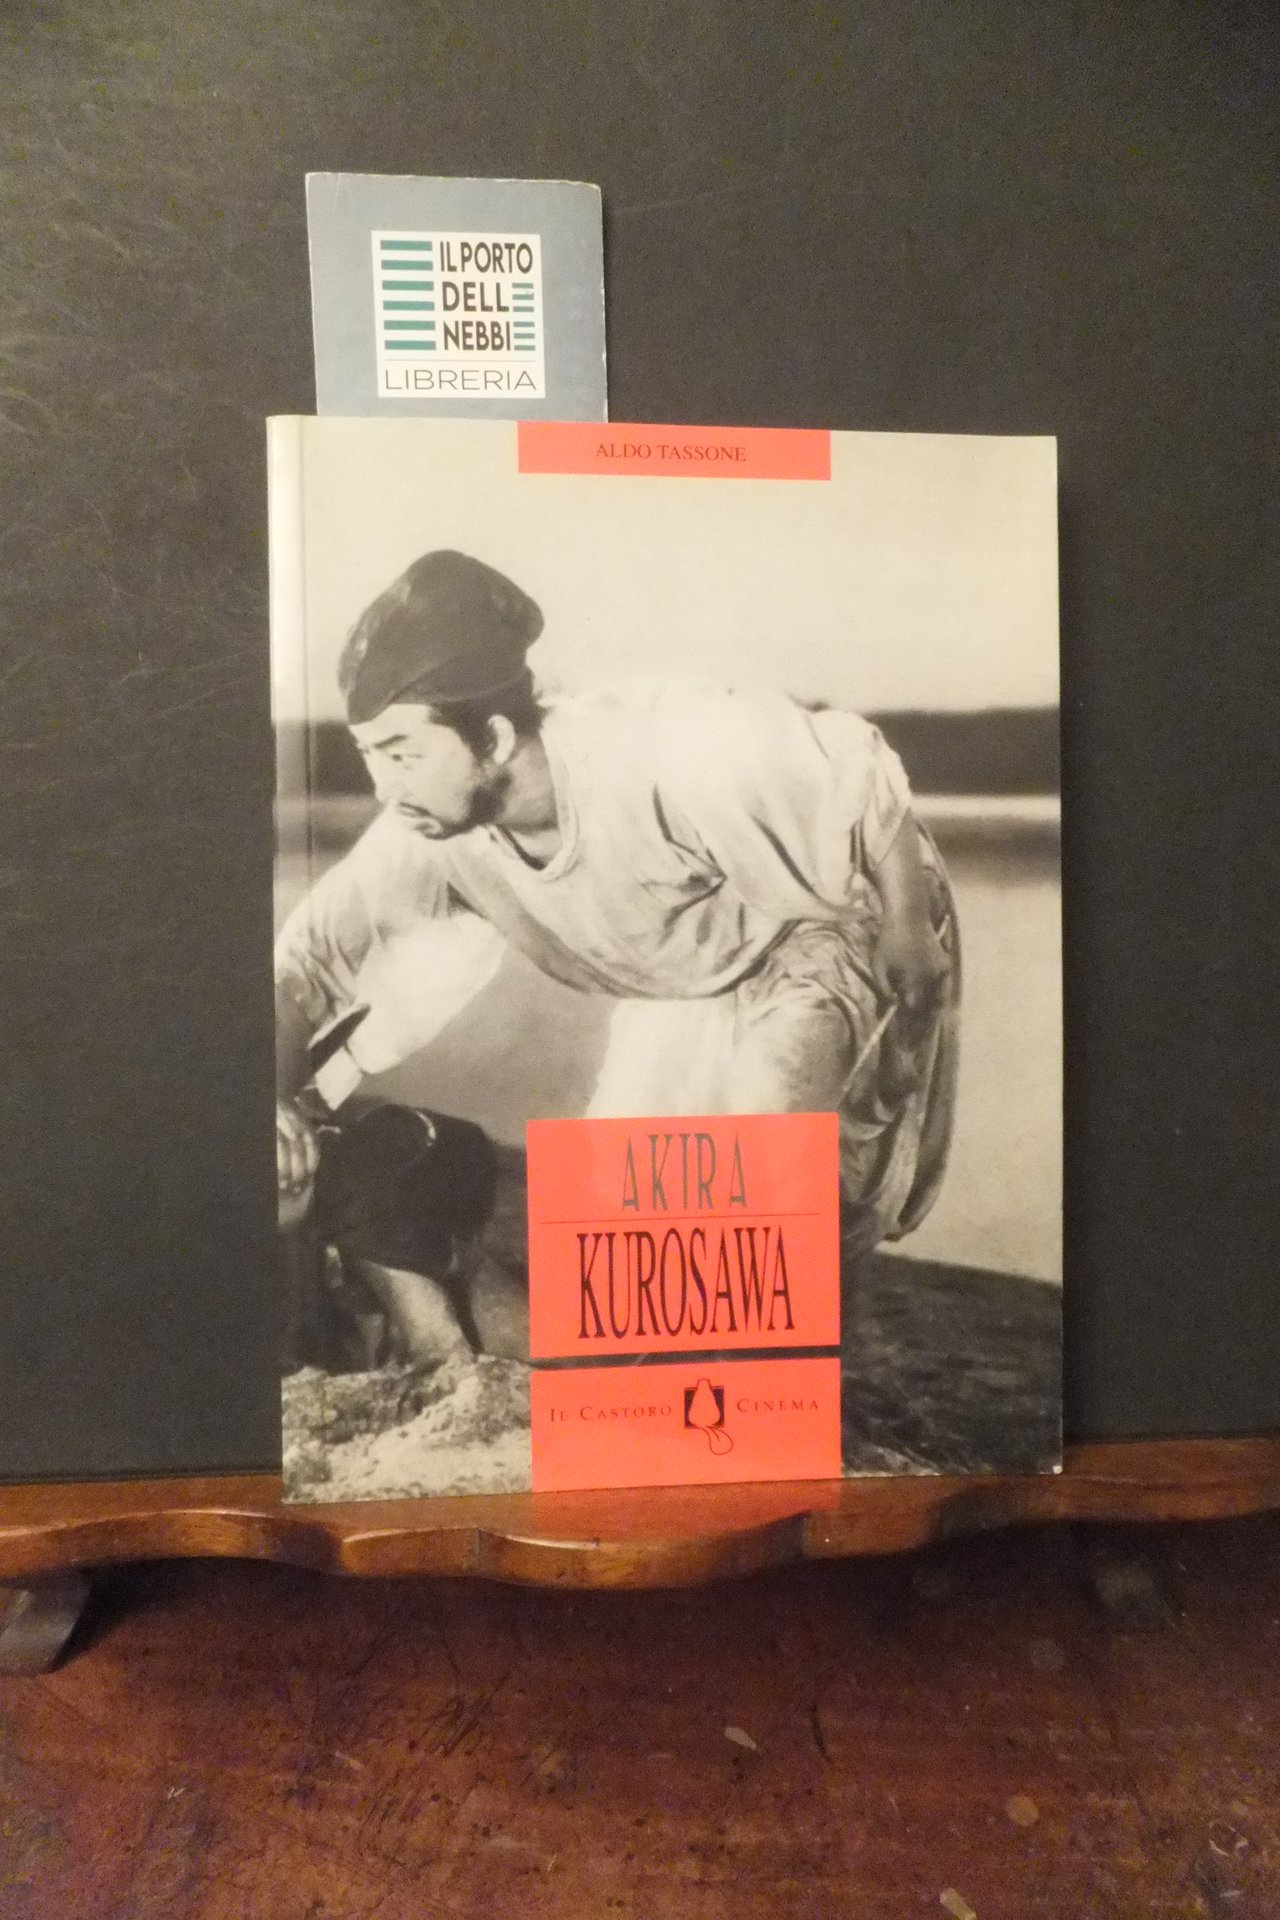 IL PORTO
DELLE
NEBBIE
LIBRERIA
ALDO TASSONE
AKIRA
KUROSAWA
IL CASTORO CINEMA